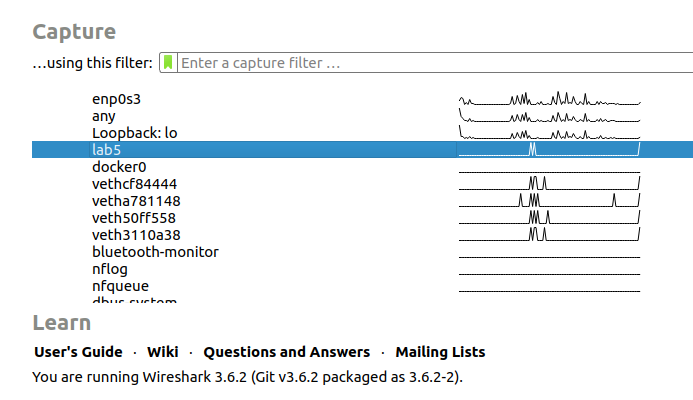 Capture
...using this filter: Enter a capture filter ...
enp0s3
any
Loopback: lo
lab5
docker0
vethcf84444
vetha781148
veth50ff558
veth3110a38
bluetooth-monitor
nflog
nfqueue
dbus-system
Learn
User's Guide · Wiki · Questions and Answers · Mailing Lists
You are running Wireshark 3.6.2 (Git v3.6.2 packaged as 3.6.2-2).